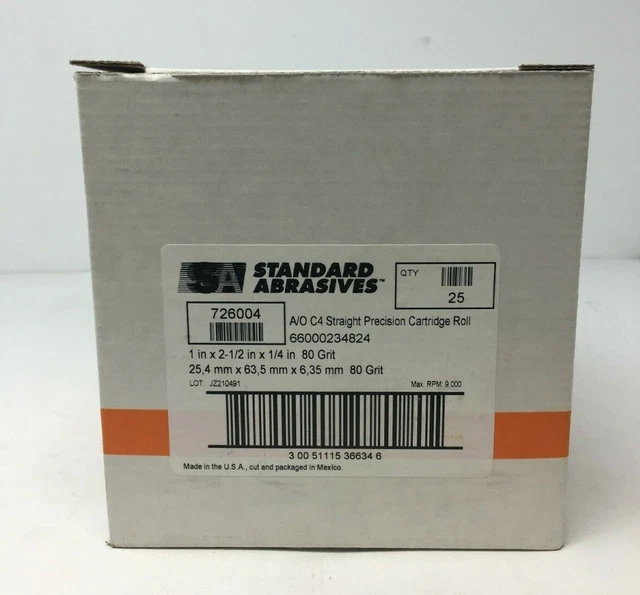 SA STANDARD
ABRASIVES™
QTY
25
726004
A/O C4 Straight Precision Cartridge Roll
66000234824
1 in x 2-1/2 in x 1/4 in 80 Grit
25,4 mm x 63,5 mm x 6,35 mm 80 Grit
LOT: JZ210491
Max. RPM: 9,000
3 00 51115 36634 6
Made in the U.S.A., cut and packaged in Mexico.